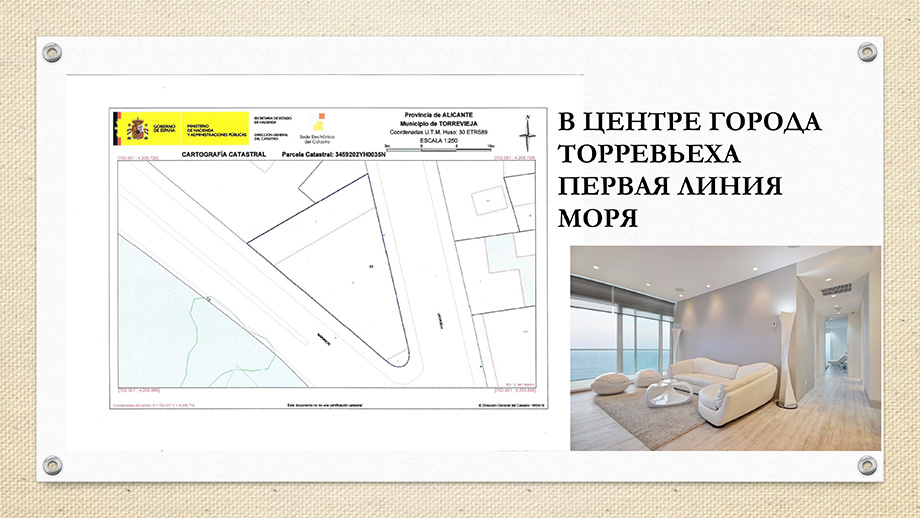 GOBIERNO
DE ESPAÑA
MINISTERIO
DE HACIENDA
Y ADMINISTRACIONES PÚBLICAS
SECRETARÍA DE ESTADO
DE HACIENDA
DIRECCIÓN GENERAL
DEL CATASTRO
Sede Electrónica
del Catastro
Provincia de ALICANTE
Municipio de TORREVIEJA
Coordenadas U.T.M. Huso: 30 ETRS89
ESCALA 1:250
N
CARTOGRAFÍA CATASTRAL
Parcela Catastral: 3459202YH0035N
Este documento no es una certificación catastral
© Dirección General del Catastro
В ЦЕНТРЕ ГОРОДА
ТОРРЕВЬЕХА
ПЕРВАЯ ЛИНИЯ
МОРЯ